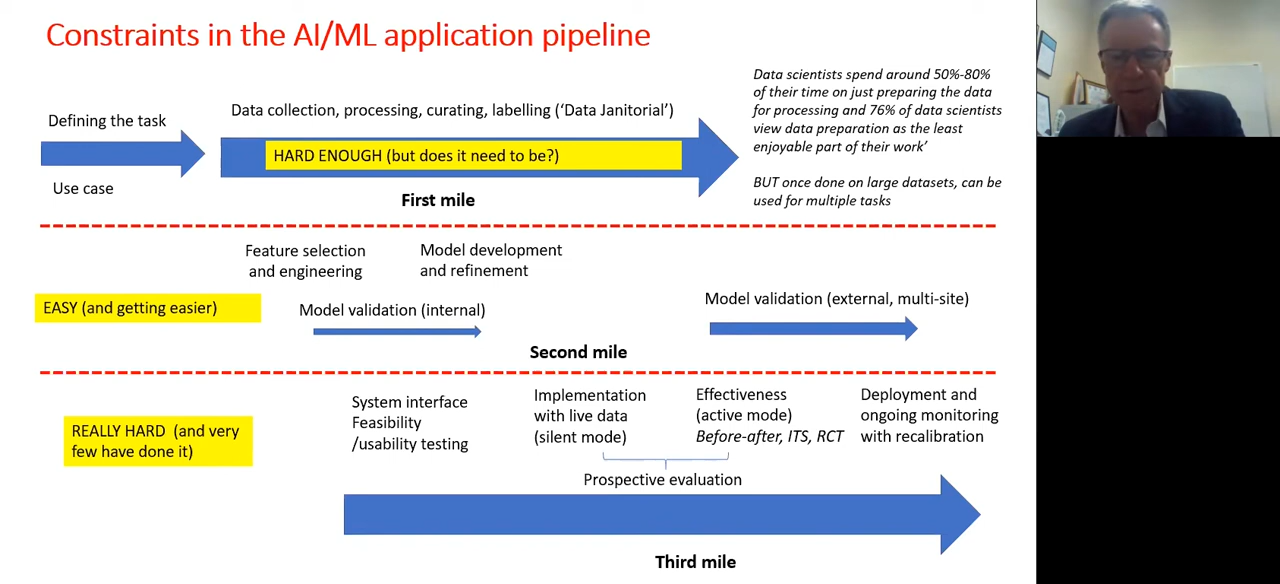 Constraints in the AI/ML application pipeline
Defining the task
Use case
Data collection, processing, curating, labelling (‘Data Janitorial’)
HARD ENOUGH (but does it need to be?)
First mile
Data scientists spend around 50%-80%
of their time on just preparing the data
for processing and 76% of data scientists
view data preparation as the least
enjoyable part of their work’
BUT once done on large datasets, can be
used for multiple tasks
Feature selection
and engineering
Model development
and refinement
EASY (and getting easier)
Model validation (internal)
Model validation (external, multi-site)
Second mile
REALLY HARD  (and very
few have done it)
System interface
Feasibility
/usability testing
Implementation
with live data
(silent mode)
Effectiveness
(active mode)
Before-after, ITS, RCT
Deployment and
ongoing monitoring
with recalibration
Prospective evaluation
Third mile